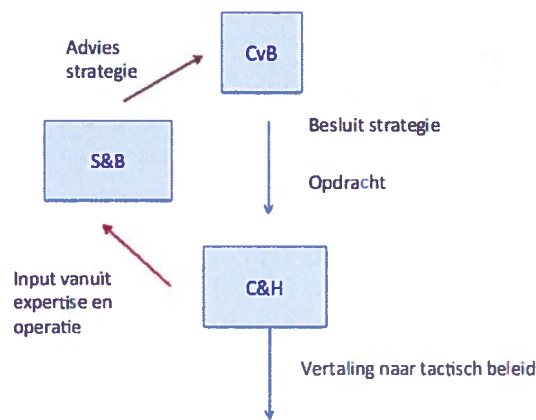 Advies
strategie
CvB
Besluit strategie
S&B
Opdracht
Input vanuit
expertise en
operatie
C&H
Vertaling naar tactisch beleid